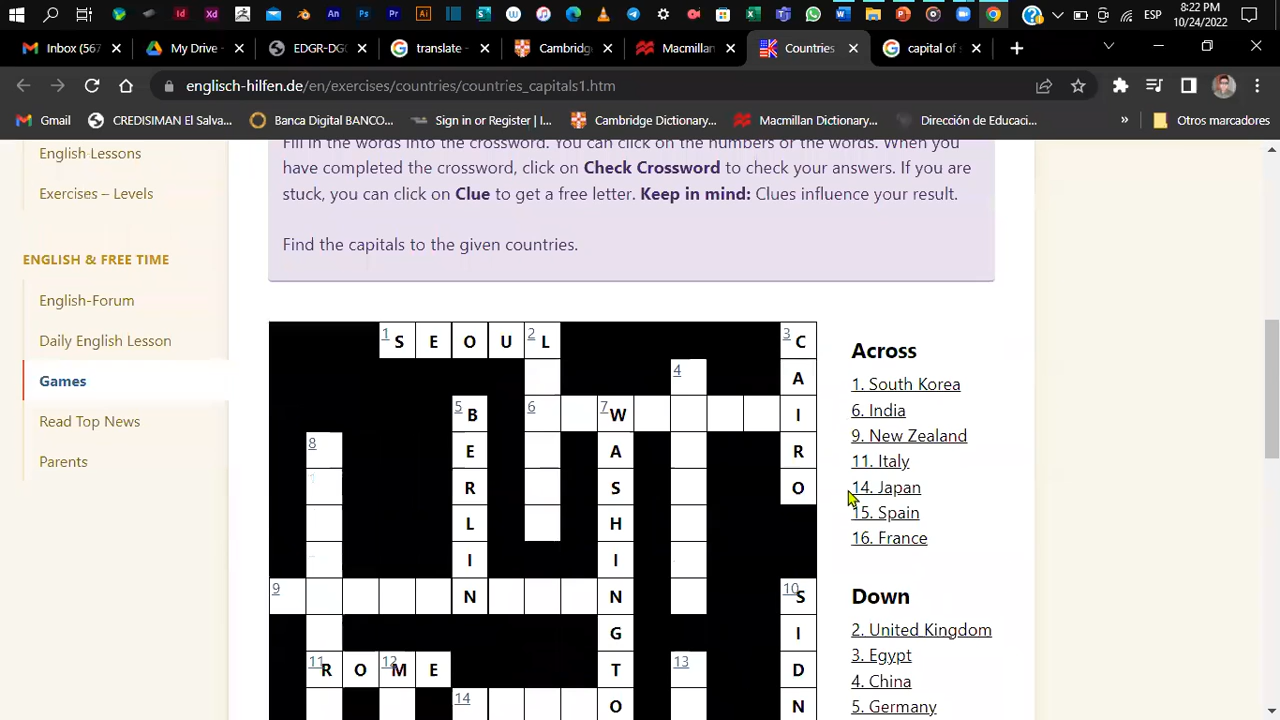 8:22 PM
ESP
10/24/2022
Inbox (567
My Drive -
EDGR-DG
translate -
Cambridg
Macmillan
Countries
capital of
englisch-hilfen.de/en/exercises/countries/countries_capitals1.htm
Gmail
CREDISIMAN El Salva...
Banca Digital BANCO...
Sign in or Register | I...
Cambridge Dictionary...
Macmillan Dictionary...
Dirección de Educaci...
»
Otros marcadores
English Lessons
Exercises – Levels
ENGLISH & FREE TIME
English-Forum
Daily English Lesson
Games
Read Top News
Parents
Fill in the words into the crossword. You can click on the numbers or the words. When you
have completed the crossword, click on Check Crossword to check your answers. If you are
stuck, you can click on Clue to get a free letter. Keep in mind: Clues influence your result.
Find the capitals to the given countries.
1 S E O U 2 L 3 C
4 A
5 B 6 7 W I
8 E A R
R S O
L H
I I
9 N N 10 S
G I
11 R O 12 M E T 13 D
14 O N
Across
1. South Korea
6. India
9. New Zealand
11. Italy
14. Japan
15. Spain
16. France
Down
2. United Kingdom
3. Egypt
4. China
5. Germany